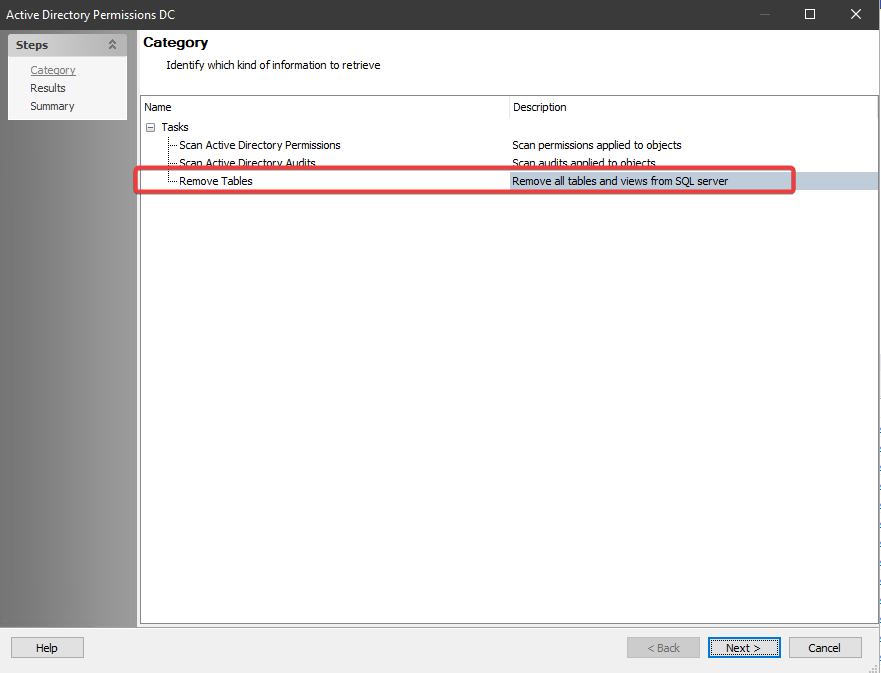 Active Directory Permissions DC
Steps
Category
Results
Summary
Category
Identify which kind of information to retrieve
Name Description
Tasks
Scan Active Directory Permissions Scan permissions applied to objects
Scan Active Directory Audits Scan audits applied to objects
Remove Tables Remove all tables and views from SQL server
Help < Back Next > Cancel